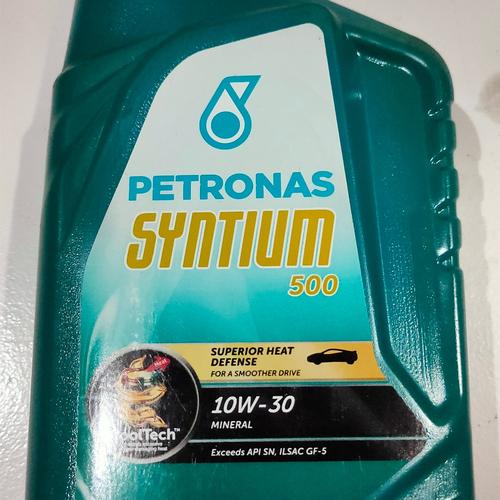 PETRONAS
SYNTIUM
500
SUPERIOR HEAT
DEFENSE
FOR A SMOOTHER DRIVE
10W-30
MINERAL
Exceeds API SN, ILSAC GF-5